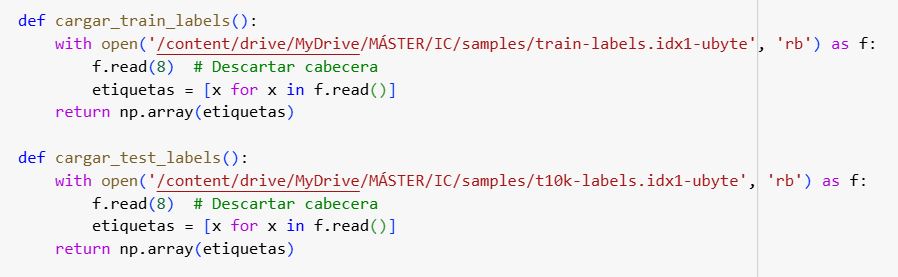 def cargar_train_labels():
    with open('/content/drive/MyDrive/MÁSTER/IC/samples/train-labels.idx1-ubyte', 'rb') as f:
        f.read(8)  # Descartar cabecera
        etiquetas = [x for x in f.read()]
    return np.array(etiquetas)

def cargar_test_labels():
    with open('/content/drive/MyDrive/MÁSTER/IC/samples/t10k-labels.idx1-ubyte', 'rb') as f:
        f.read(8)  # Descartar cabecera
        etiquetas = [x for x in f.read()]
    return np.array(etiquetas)